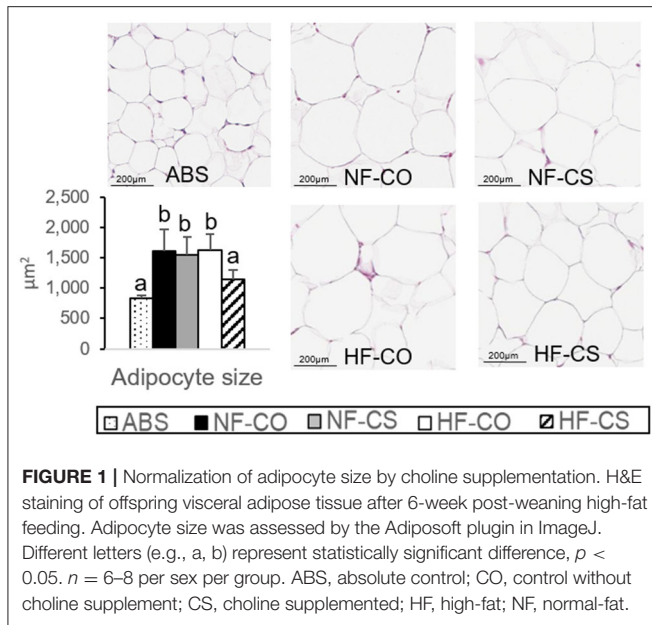 200µm
ABS
200µm
NF-CO
200µm
NF-CS
2,500
2,000
1,500
1,000
500
0
µm²
a
b
b
b
a
Adipocyte size
200µm
HF-CO
200µm
HF-CS
ABS NF-CO NF-CS HF-CO HF-CS
FIGURE 1 | Normalization of adipocyte size by choline supplementation. H&E
staining of offspring visceral adipose tissue after 6-week post-weaning high-fat
feeding. Adipocyte size was assessed by the Adiposoft plugin in ImageJ.
Different letters (e.g., a, b) represent statistically significant difference, p <
0.05. n = 6–8 per sex per group. ABS, absolute control; CO, control without
choline supplement; CS, choline supplemented; HF, high-fat; NF, normal-fat.